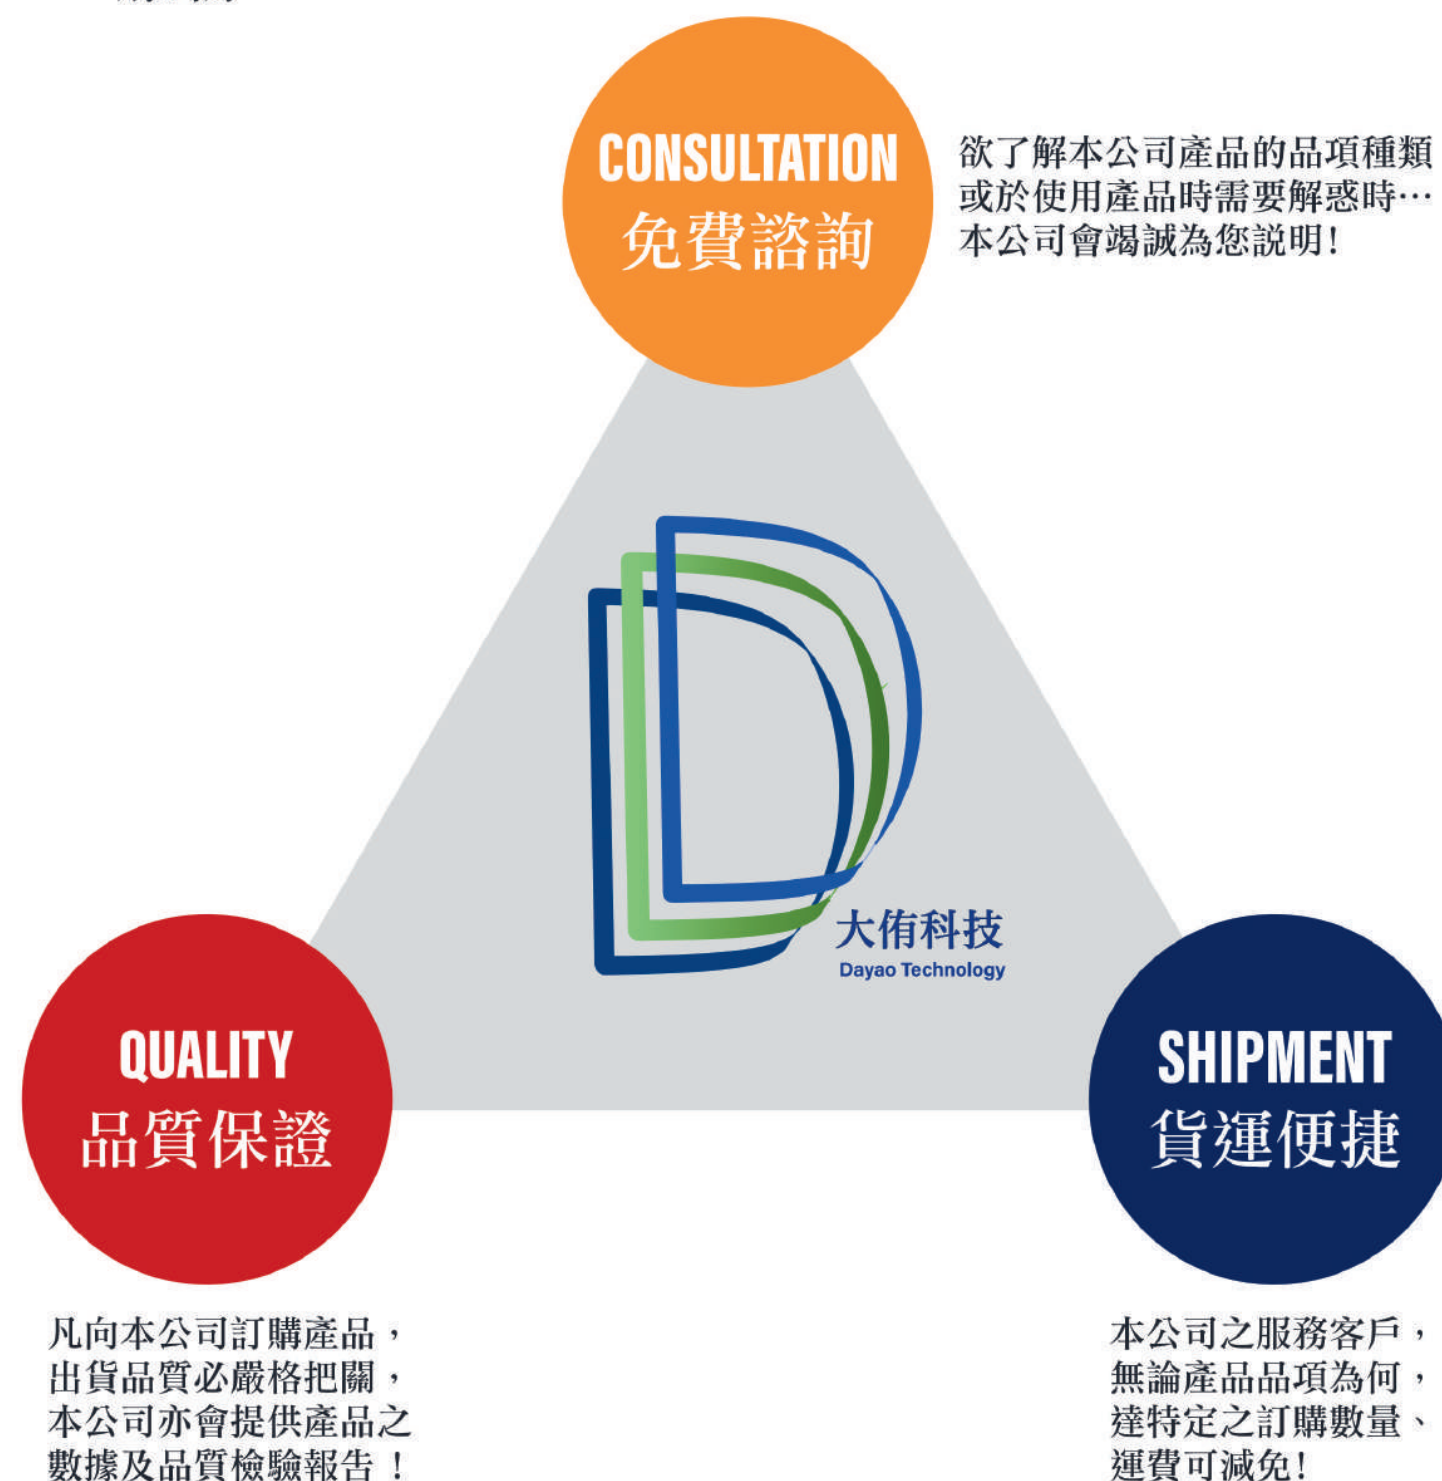 CONSULTATION
免費諮詢
欲了解本公司產品的品項種類
或於使用產品時需要解惑時…
本公司會竭誠為您說明!
大侑科技
Dayao Technology
QUALITY
品質保證
凡向本公司訂購產品，
出貨品質必嚴格把關，
本公司亦會提供產品之
數據及品質檢驗報告！
SHIPMENT
貨運便捷
本公司之服務客戶，
無論產品品項為何，
達特定之訂購數量、
運費可減免!